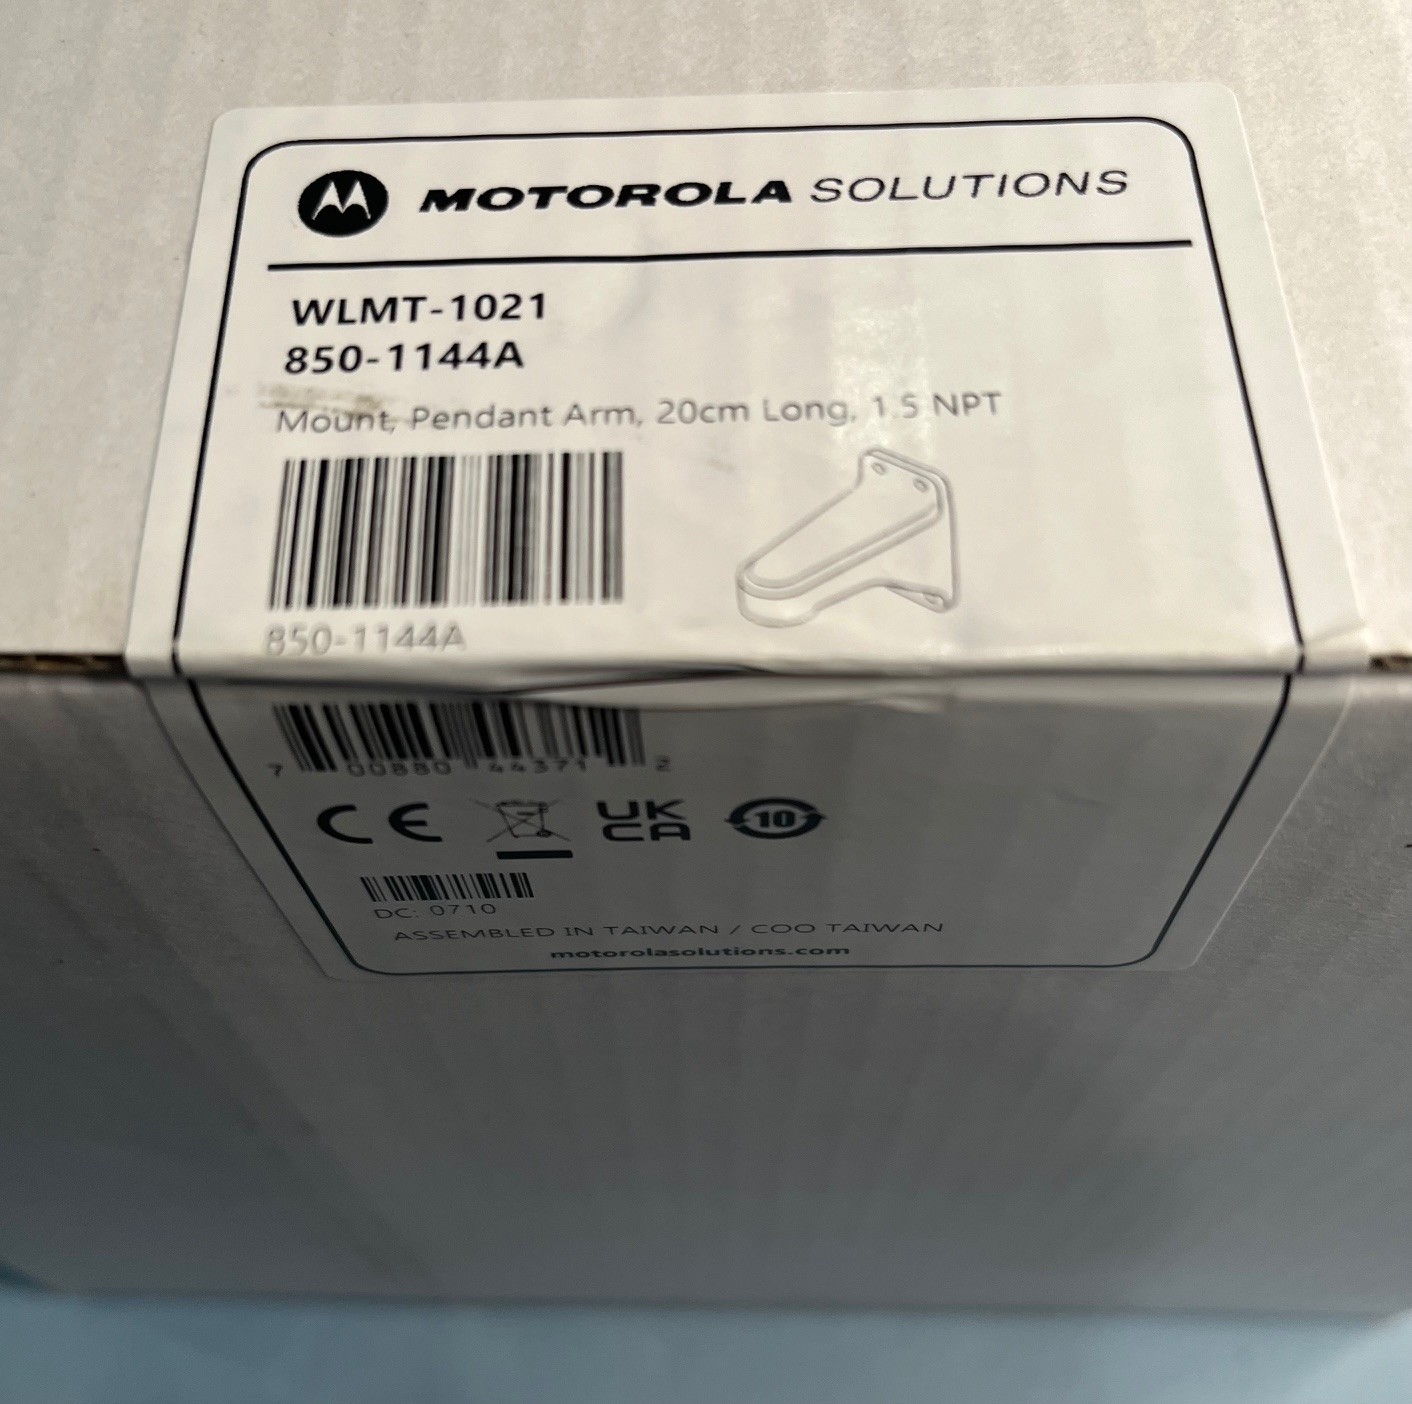 MOTOROLA SOLUTIONS
WLMT-1021
850-1144A
Mount, Pendant Arm, 20cm Long, 1.5 NPT
850-1144A
7 00880 44371 2
CE
UK
CA
10
DC: 0710
ASSEMBLED IN TAIWAN / COO TAIWAN
motorolasolutions.com